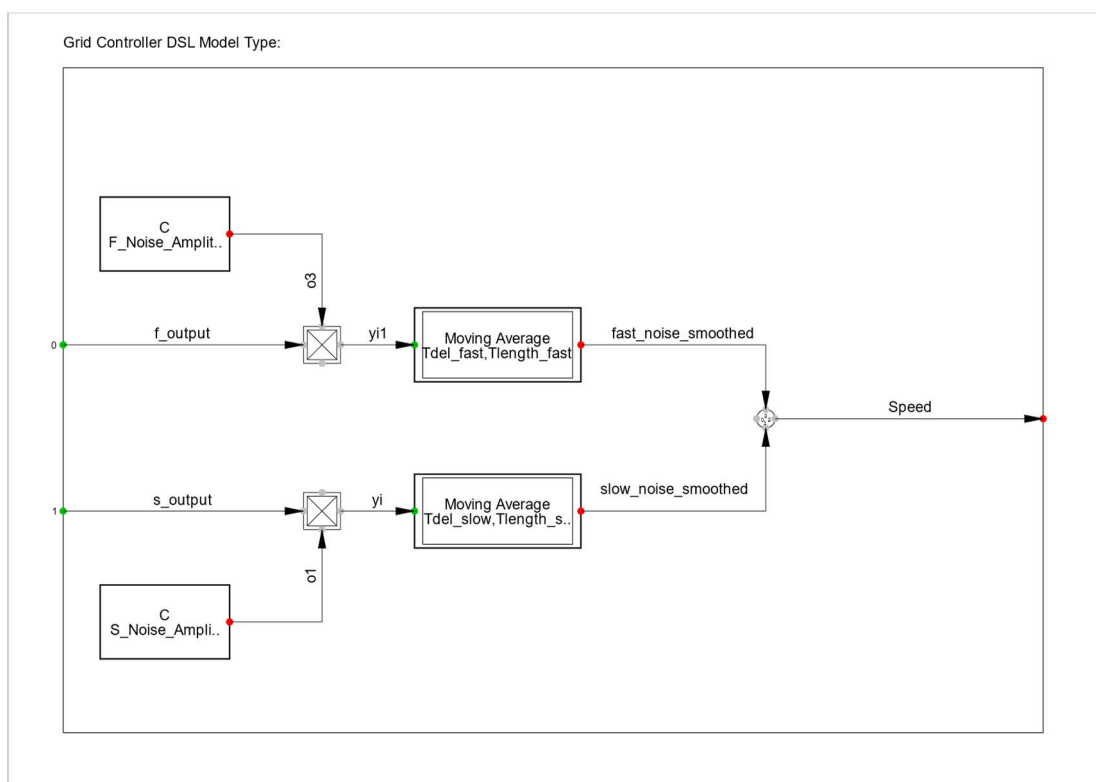 Grid Controller DSL Model Type:
C
F_Noise_Amplit..
o3
0
f_output
yi1
Moving Average
Tdel_fast,Tlength_fast
fast_noise_smoothed
Speed
1
s_output
yi
Moving Average
Tdel_slow,Tlength_s..
slow_noise_smoothed
o1
C
S_Noise_Ampli..